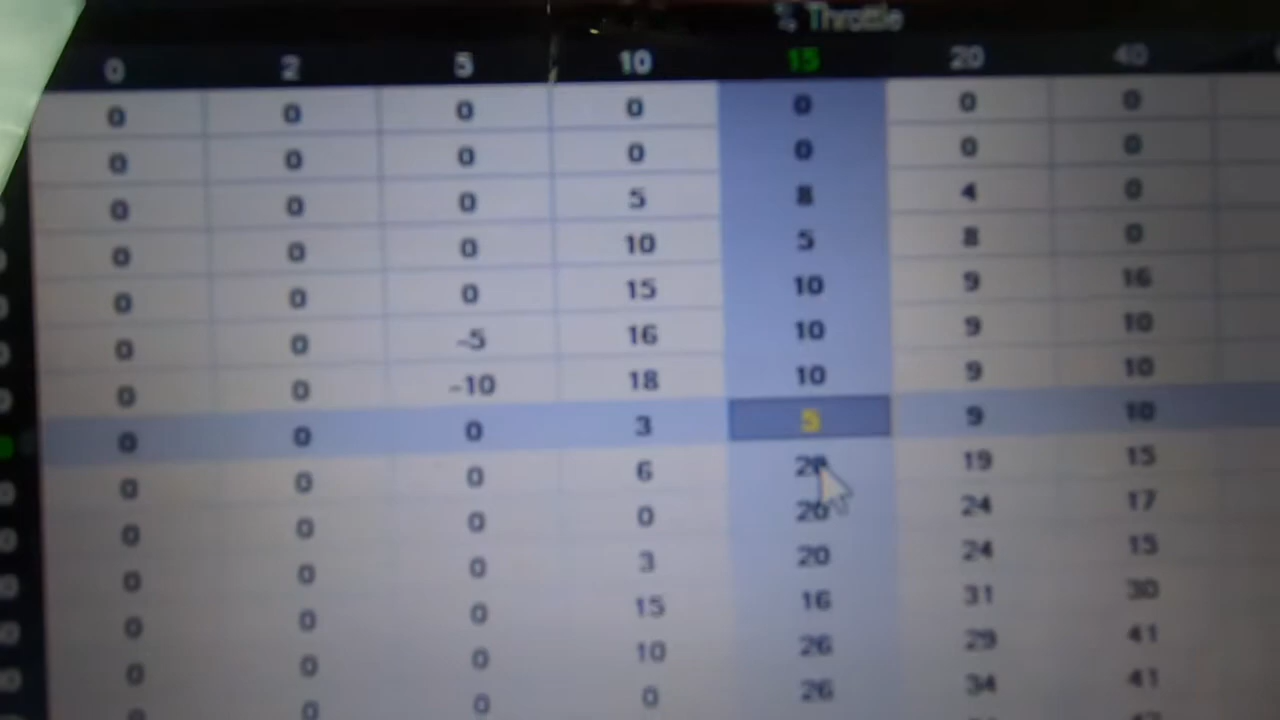 % Throttle
0 2 5 10 15 20 40
0 0 0 0 0 0 0
0 0 0 0 0 0 0
0 0 0 5 8 4 0
0 0 0 10 5 8 0
0 0 0 15 10 9 16
0 0 -5 16 10 9 10
0 0 -10 18 10 9 10
0 0 0 3 5 9 10
0 0 0 6 20 19 15
0 0 0 0 20 24 17
0 0 0 3 20 24 15
0 0 0 15 16 31 30
0 0 0 10 26 29 41
0 0 0 0 26 34 41